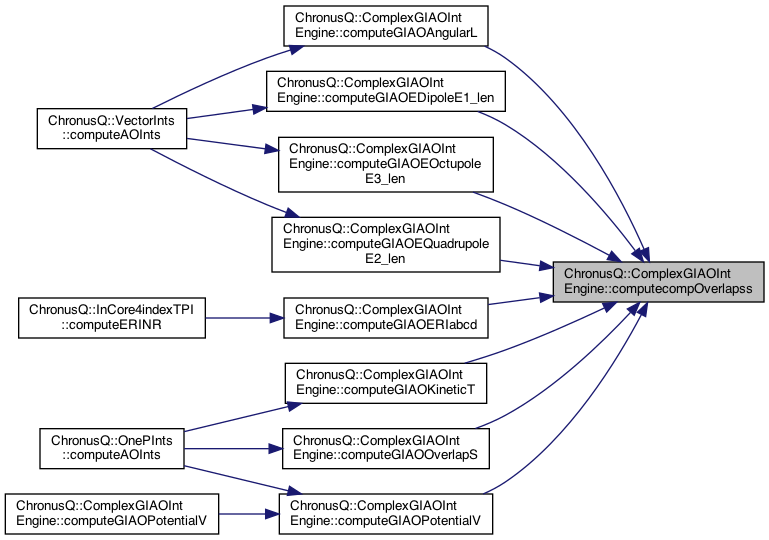 ChronusQ::ComplexGIAOInt
Engine::computeGIAOAngularL
ChronusQ::ComplexGIAOInt
Engine::computeGIAOEDipoleE1_len
ChronusQ::VectorInts
::computeAOInts
ChronusQ::ComplexGIAOInt
Engine::computeGIAOEOctupole
E3_len
ChronusQ::ComplexGIAOInt
Engine::computeGIAOEQuadrupole
E2_len
ChronusQ::ComplexGIAOInt
Engine::computecompOverlapss
ChronusQ::InCore4indexTPI
::computeERINR
ChronusQ::ComplexGIAOInt
Engine::computeGIAOERIabcd
ChronusQ::ComplexGIAOInt
Engine::computeGIAOKineticT
ChronusQ::OnePInts
::computeAOInts
ChronusQ::ComplexGIAOInt
Engine::computeGIAOOverlapS
ChronusQ::ComplexGIAOInt
Engine::computeGIAOPotentialV
ChronusQ::ComplexGIAOInt
Engine::computeGIAOPotentialV